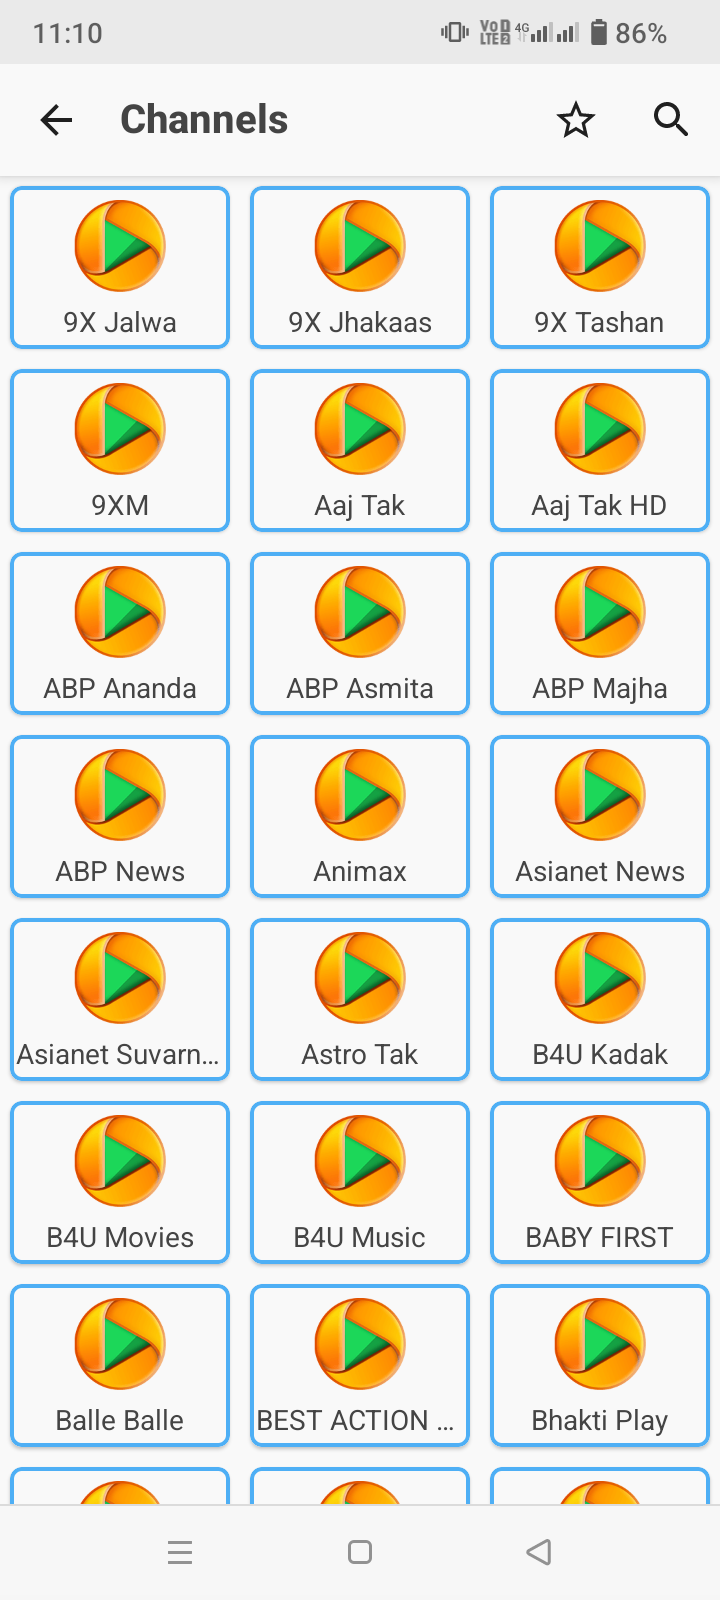 11:10
Vo 1 LTE 2 4G 86%
Channels
9X Jalwa 9X Jhakaas 9X Tashan
9XM Aaj Tak Aaj Tak HD
ABP Ananda ABP Asmita ABP Majha
ABP News Animax Asianet News
Asianet Suvarn... Astro Tak B4U Kadak
B4U Movies B4U Music BABY FIRST
Balle Balle BEST ACTION ... Bhakti Play